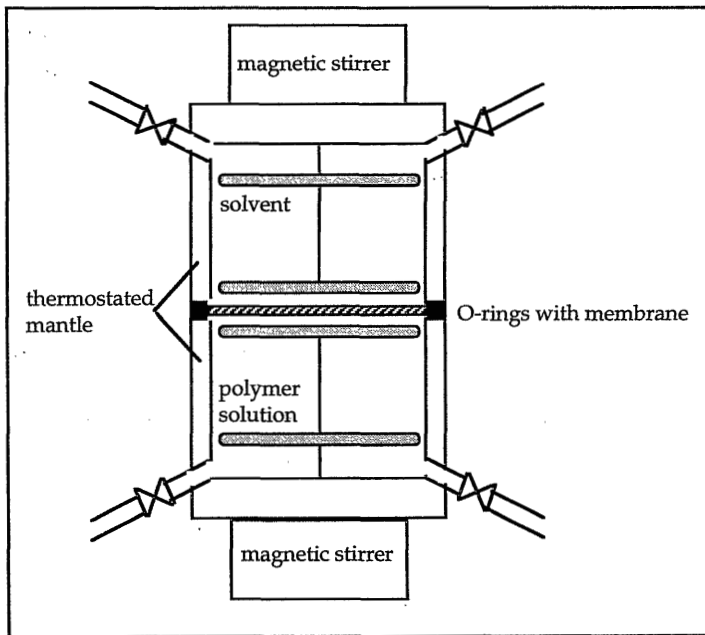 magnetic stirrer
solvent
thermostated
mantle
O-rings with membrane
polymer
solution
magnetic stirrer